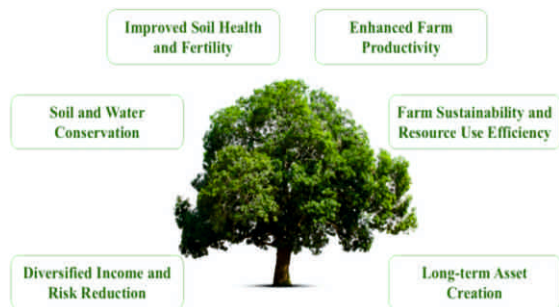 Improved Soil Health
and Fertility
Enhanced Farm
Productivity
Soil and Water
Conservation
Farm Sustainability and
Resource Use Efficiency
Diversified Income and
Risk Reduction
Long-term Asset
Creation